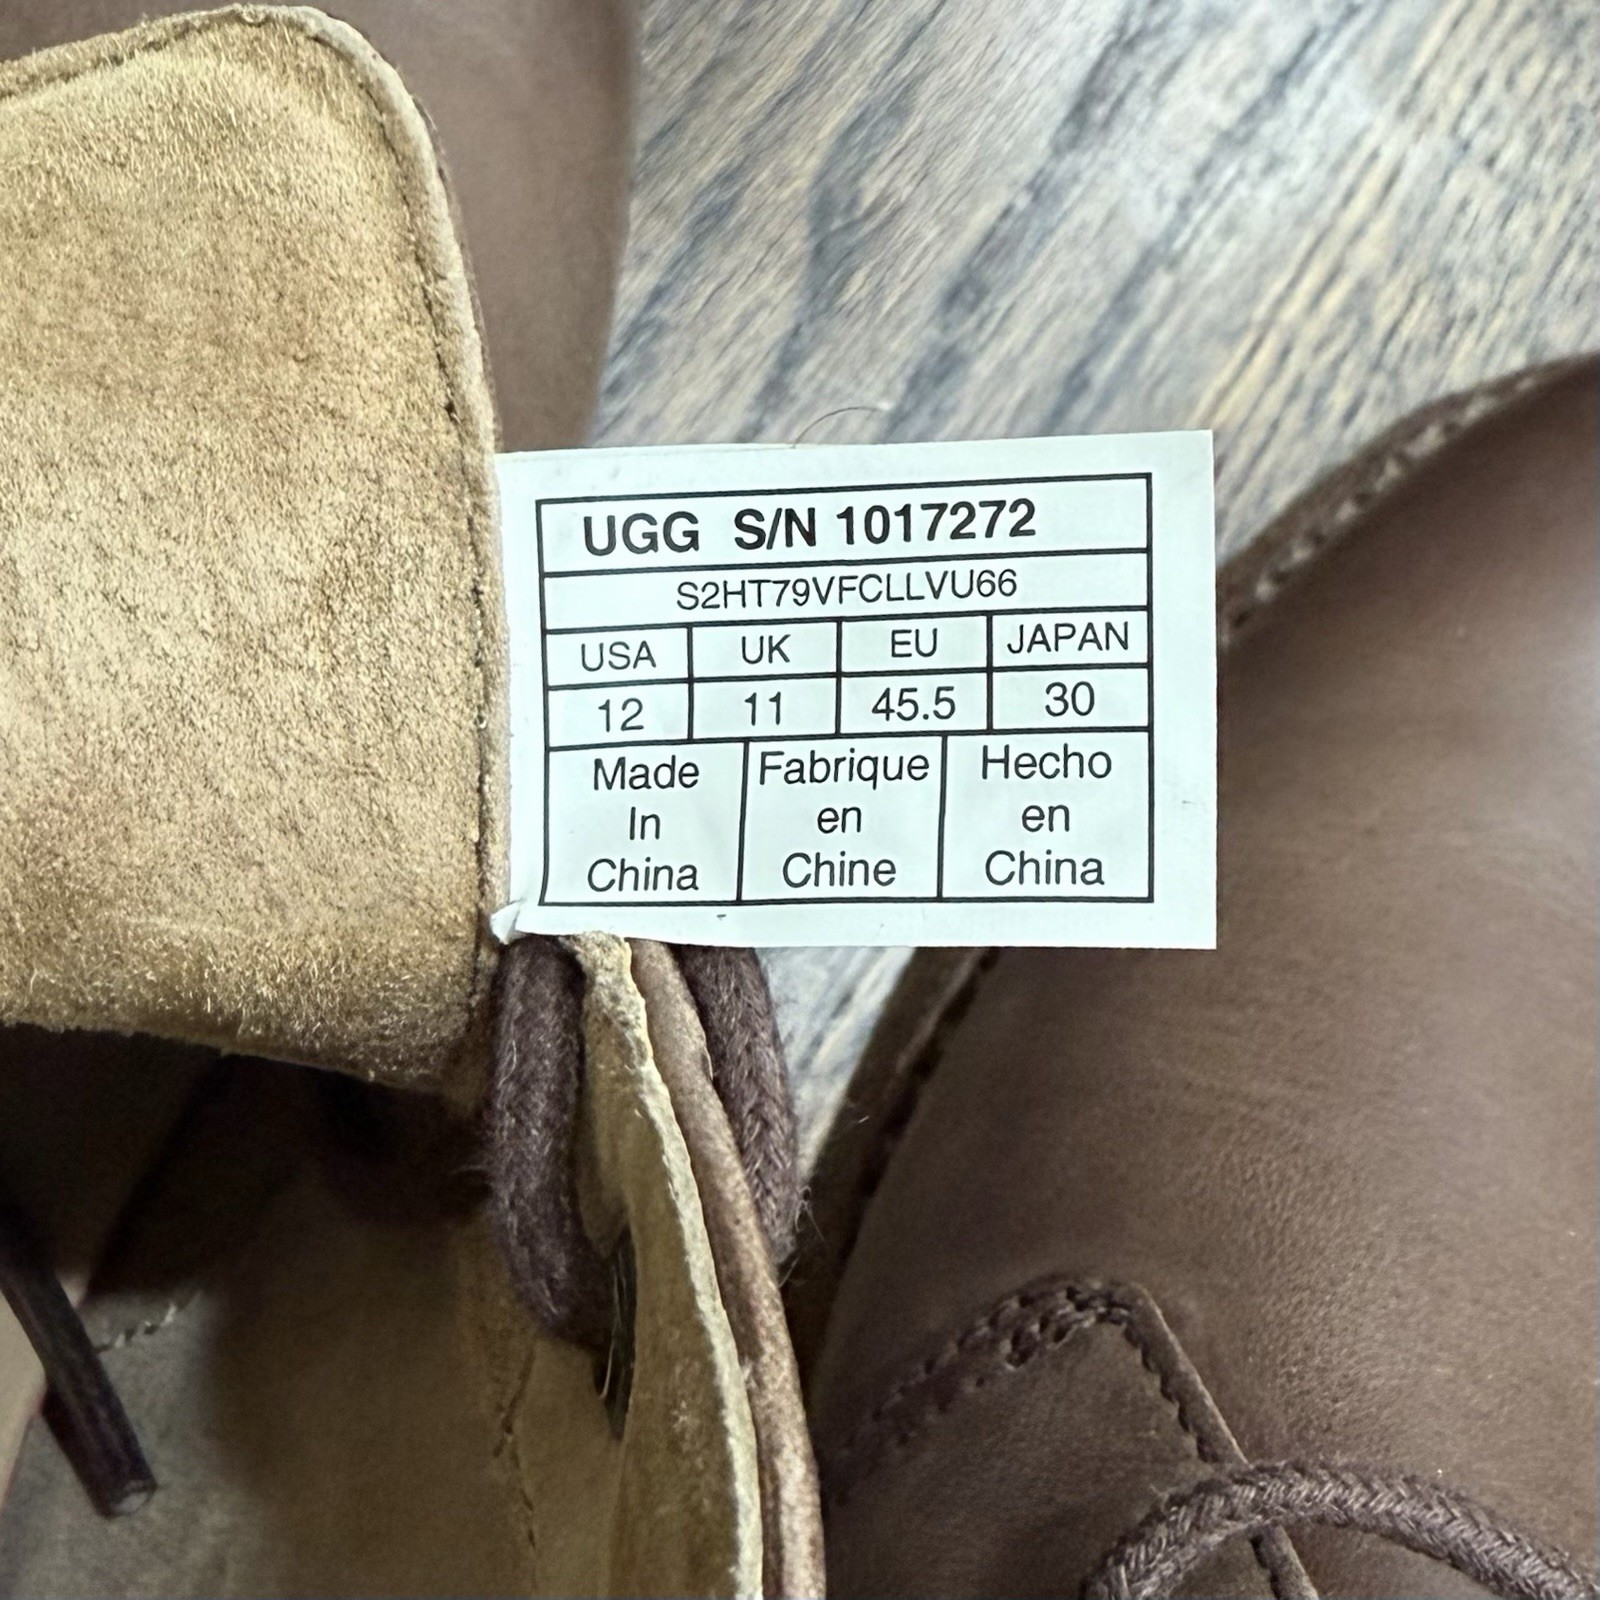 UGG S/N 1017272
S2HT79VFCLLVU66
USA UK EU JAPAN
12 11 45.5 30
Made In China
Fabrique en Chine
Hecho en China